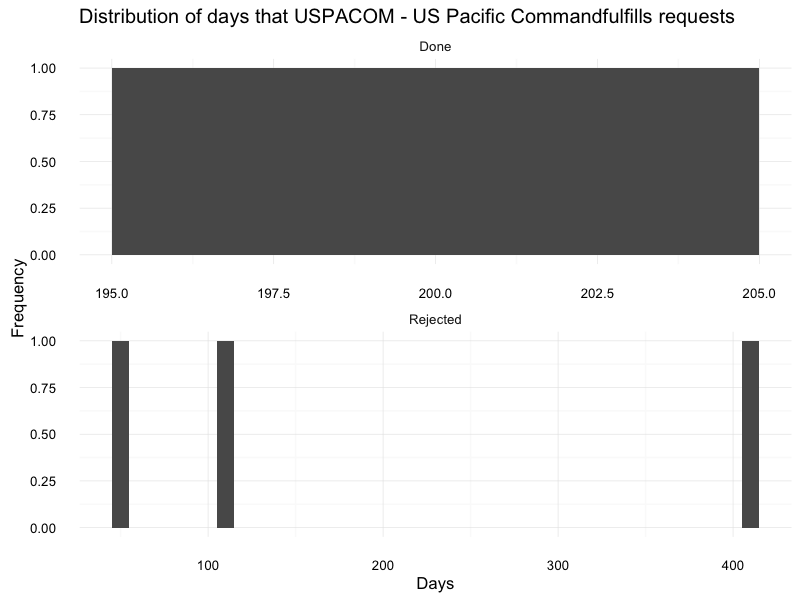 Distribution of days that USPACOM - US Pacific Commandfulfills requests
Done
1.00
0.75
0.50
0.25
0.00
195.0 197.5 200.0 202.5 205.0
Frequency
Rejected
1.00
0.75
0.50
0.25
0.00
100 200 300 400
Days